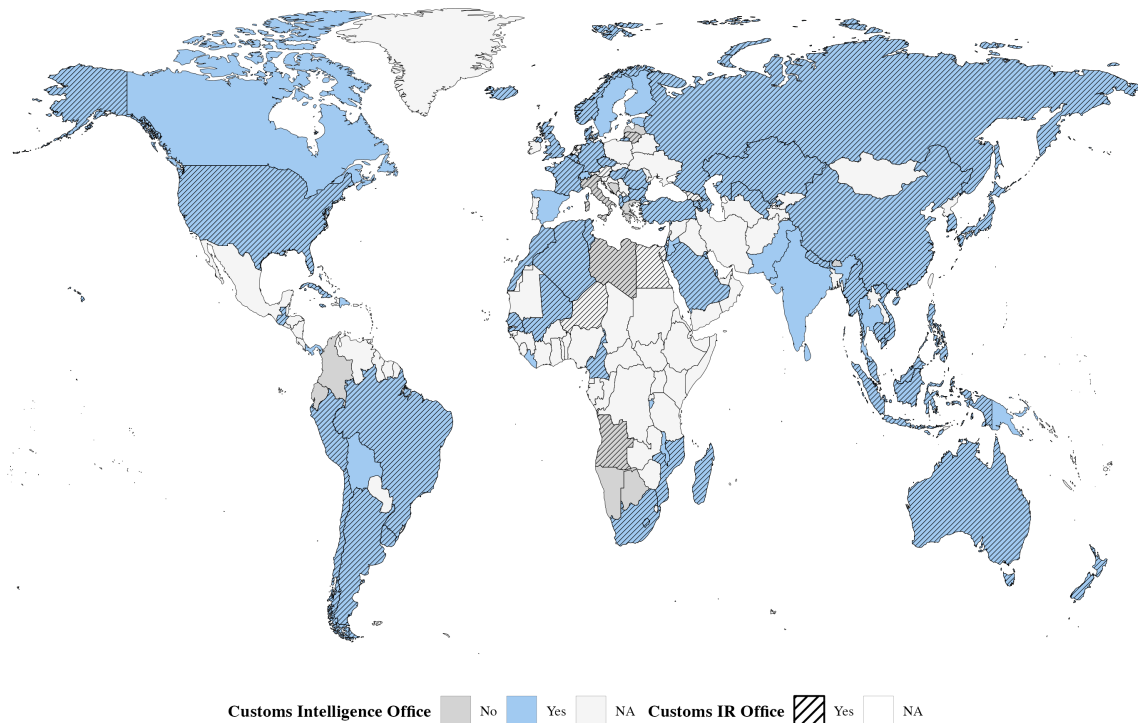 Customs Intelligence Office No Yes NA Customs IR Office Yes NA